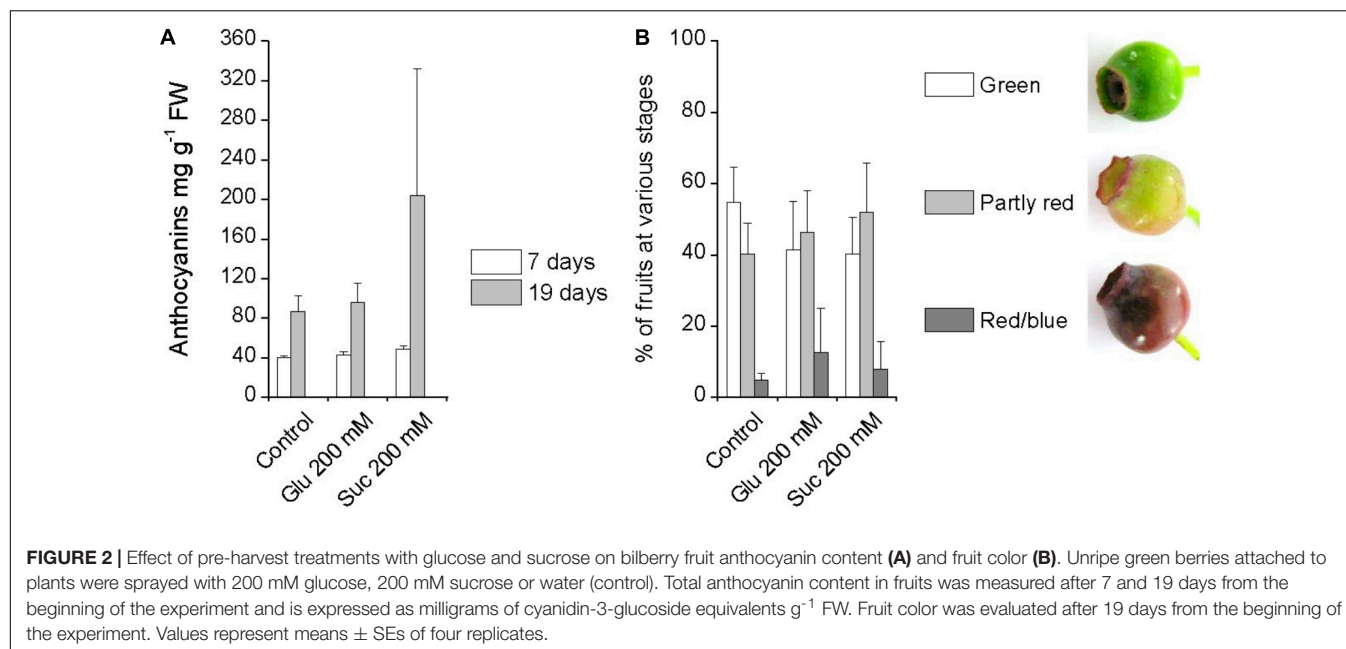 A
Anthocyanins mg g⁻¹ FW
360
320
280
240
200
160
120
80
40
0
Control
Glu 200 mM
Suc 200 mM
7 days
19 days
B
% of fruits at various stages
100
80
60
40
20
0
Control
Glu 200 mM
Suc 200 mM
Green
Partly red
Red/blue
FIGURE 2 | Effect of pre-harvest treatments with glucose and sucrose on bilberry fruit anthocyanin content (A) and fruit color (B). Unripe green berries attached to
plants were sprayed with 200 mM glucose, 200 mM sucrose or water (control). Total anthocyanin content in fruits was measured after 7 and 19 days from the
beginning of the experiment and is expressed as milligrams of cyanidin-3-glucoside equivalents g⁻¹ FW. Fruit color was evaluated after 19 days from the beginning of
the experiment. Values represent means ± SEs of four replicates.